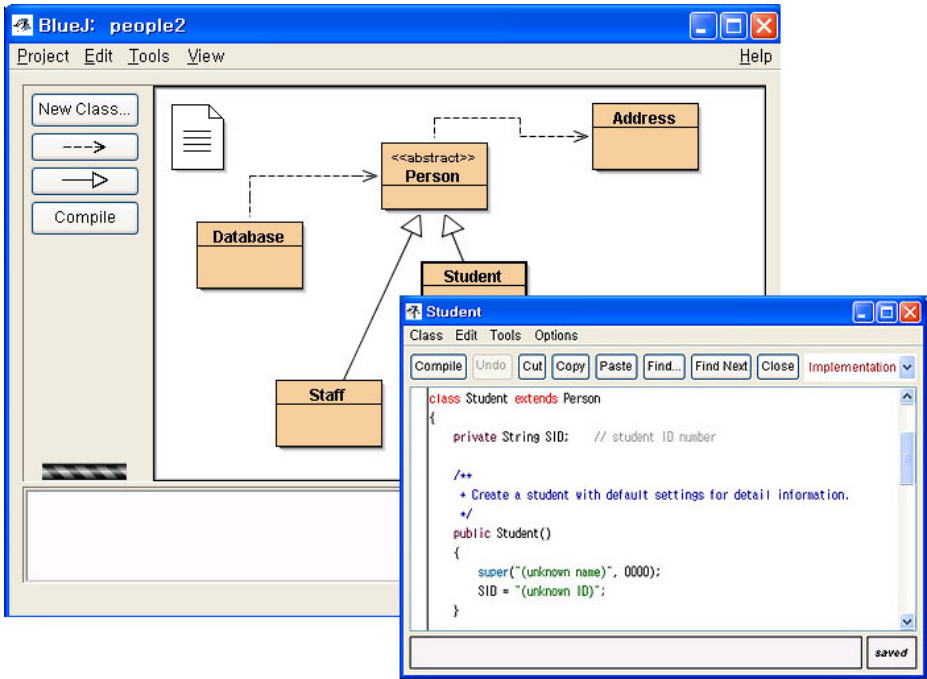 BlueJ: people2
Project Edit Tools View Help
New Class...
Compile
<<abstract>>
Person
Address
Database
Student
Staff
Student
Class Edit Tools Options
Compile Undo Cut Copy Paste Find... Find Next Close Implementation
class Student extends Person
{
private String SID; // student ID number
/**
* Create a student with default settings for detail information.
*/
public Student()
{
super("(unknown name)", 0000);
SID = "(unknown ID)";
}
saved